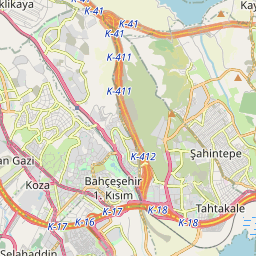 K-41
Kay
klikaya
K-41
K-41
K-411
K-411
K-412
Şahintepe
an Gazi
Koza
Bahçeşehir
1. Kısım
K-17
K-18
Tahtakale
K-16
K-18
K-17
Selahaddin